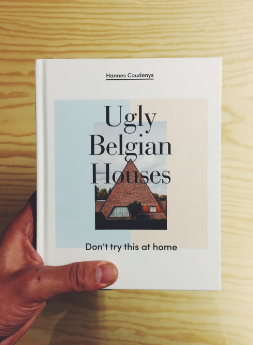 Hannes Coudenys
Ugly
Belgian
Houses
Don't try this at home